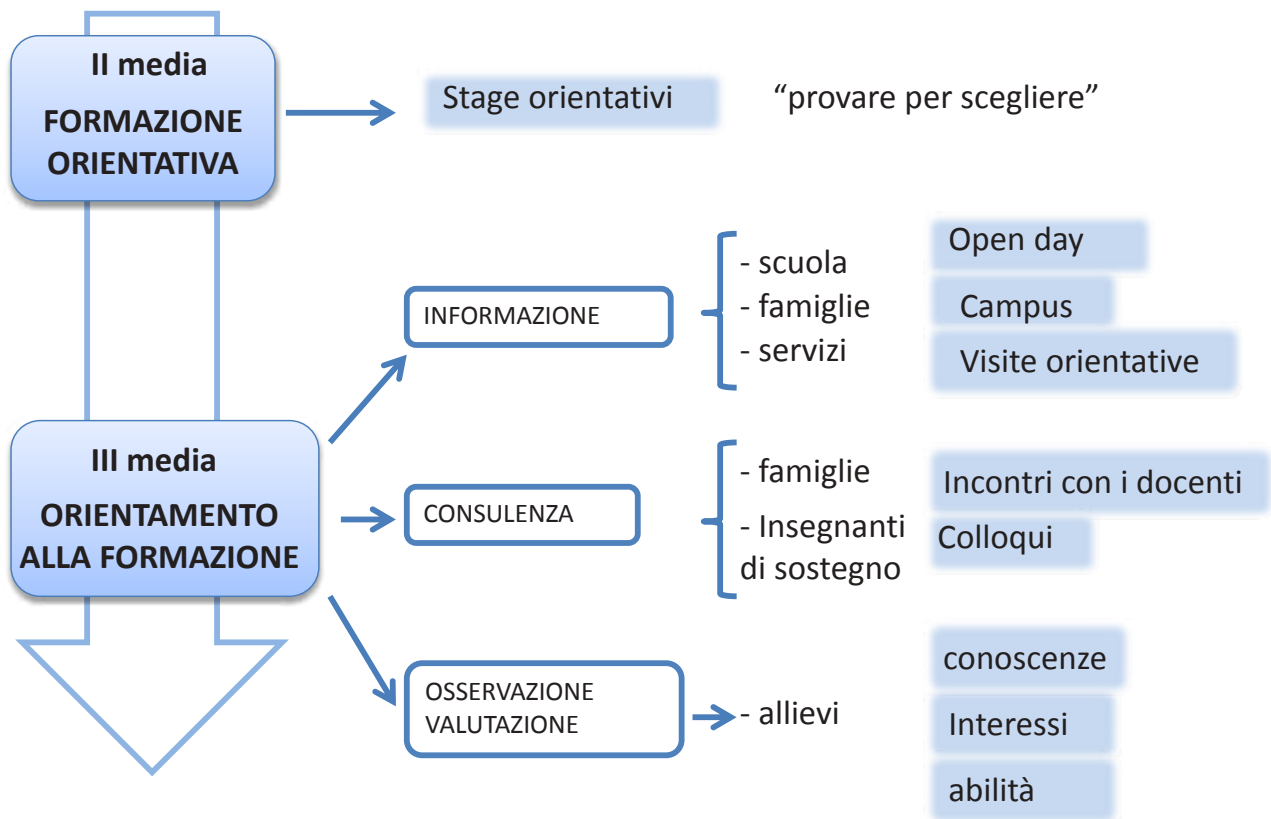 II media
FORMAZIONE
ORIENTATIVA
Stage orientativi
“provare per scegliere”
INFORMAZIONE
- scuola
- famiglie
- servizi
Open day
Campus
Visite orientative
III media
ORIENTAMENTO
ALLA FORMAZIONE
CONSULENZA
- famiglie
- Insegnanti
di sostegno
Incontri con i docenti
Colloqui
OSSERVAZIONE
VALUTAZIONE
- allievi
conoscenze
Interessi
abilità